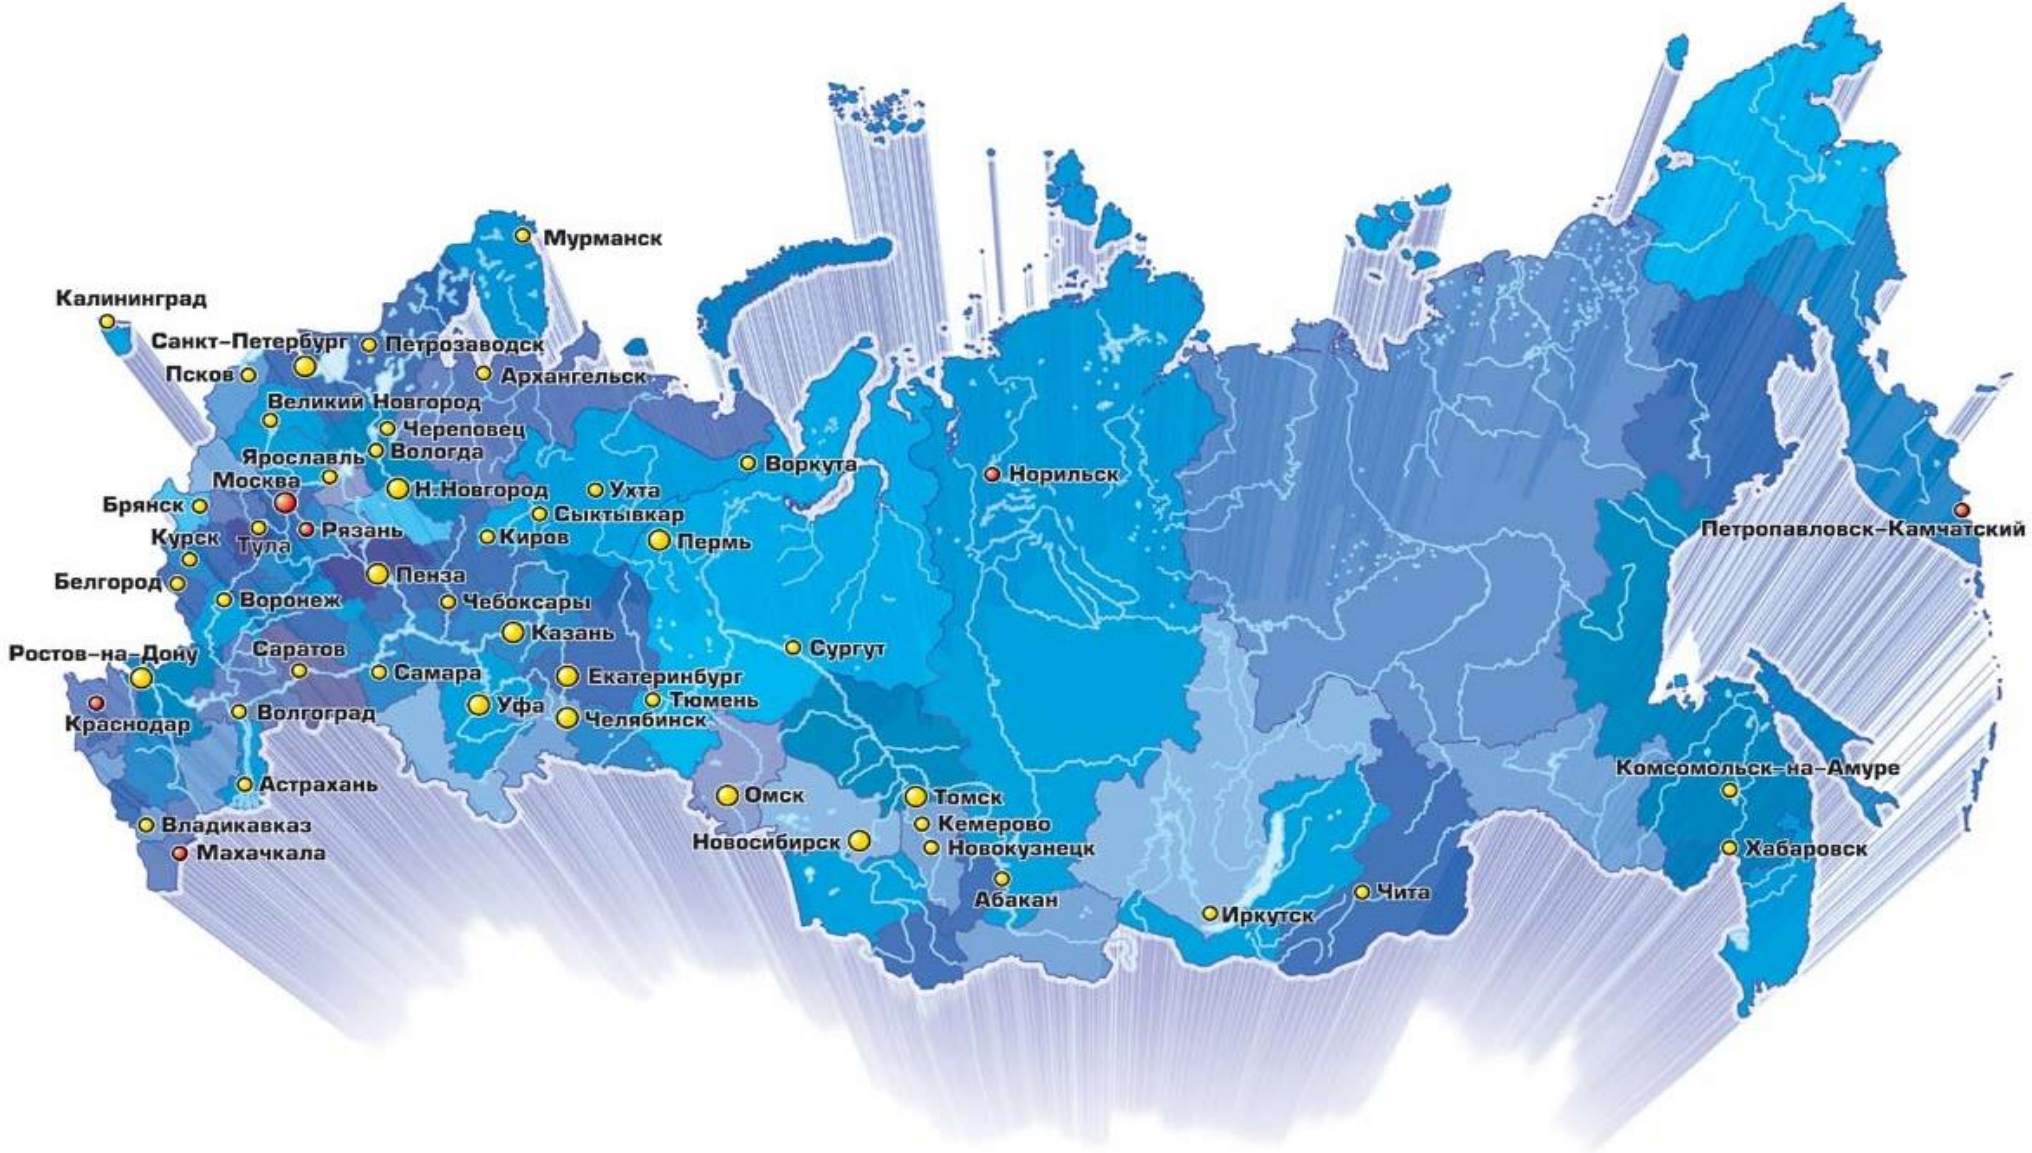 Мурманск
Калининград
Санкт-Петербург
Петрозаводск
Псков
Архангельск
Великий Новгород
Череповец
Вологда
Ярославль
Воркута
Москва
Норильск
Н.Новгород
Ухта
Брянск
Сыктывкар
Рязань
Петропавловск-Камчатский
Курск
Тула
Киров
Пермь
Пенза
Белгород
Воронеж
Чебоксары
Казань
Ростов-на-Дону
Саратов
Сургут
Самара
Екатеринбург
Тюмень
Уфа
Волгоград
Челябинск
Краснодар
Комсомольск-на-Амуре
Астрахань
Омск
Томск
Владикавказ
Кемерово
Новосибирск
Новокузнецк
Хабаровск
Махачкала
Абакан
Чита
Иркутск